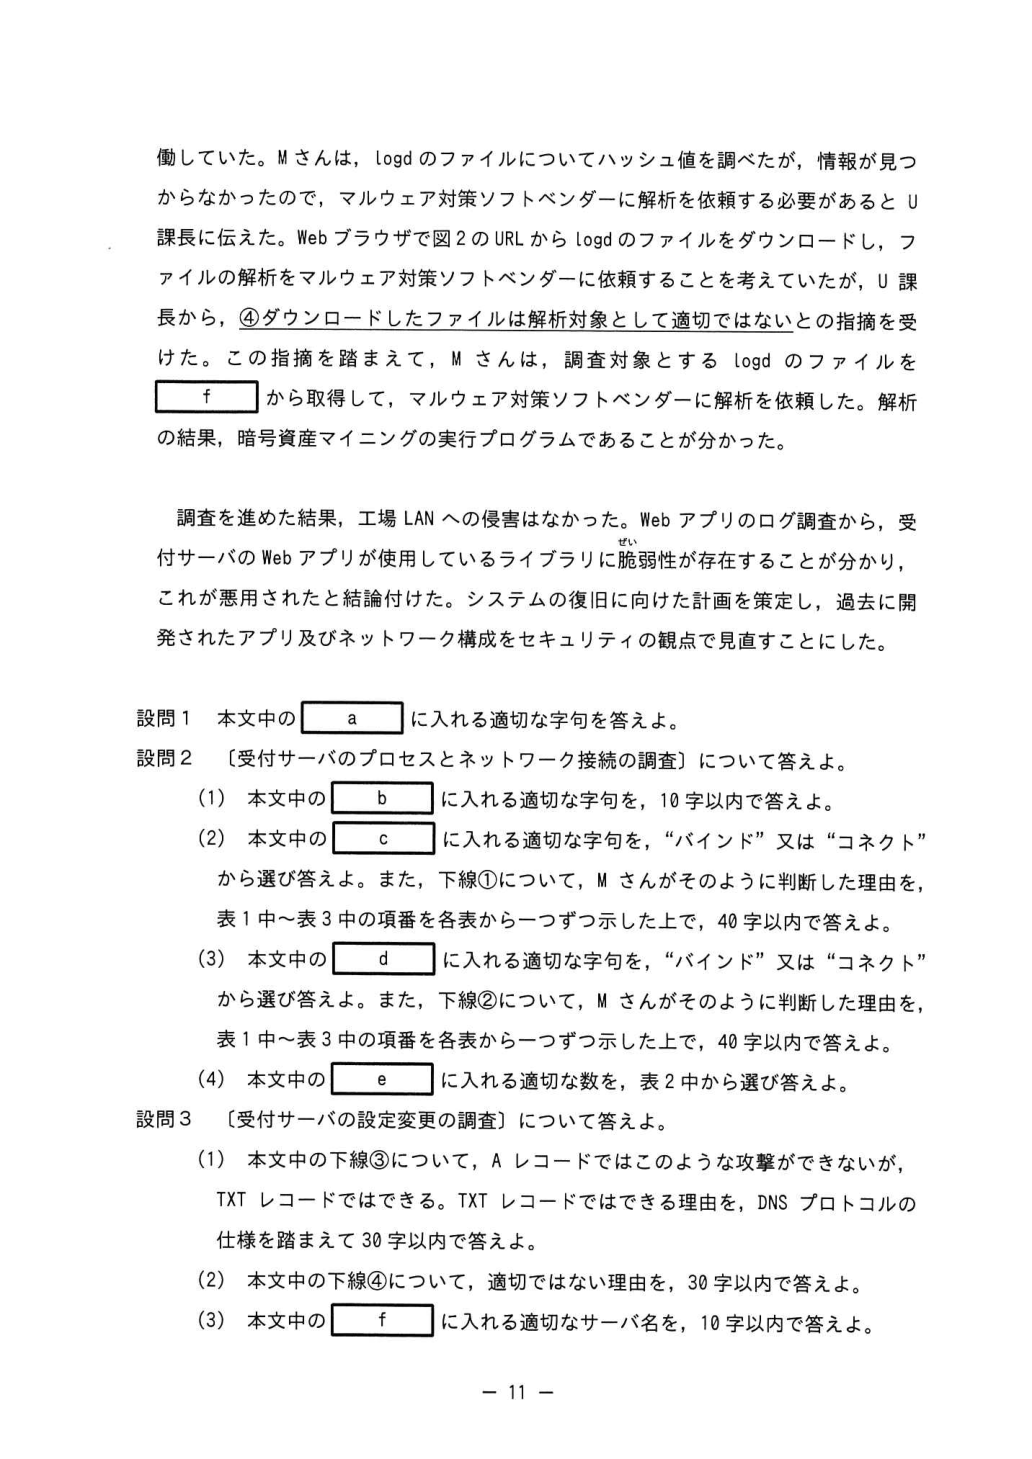 働していた。M さんは，logd のファイルについてハッシュ値を調べたが，情報が見つ
からなかったので，マルウェア対策ソフトベンダーに解析を依頼する必要があると U
課長に伝えた。Web ブラウザで図2の URL から logd のファイルをダウンロードし，フ
ァイルの解析をマルウェア対策ソフトベンダーに依頼することを考えていたが，U 課
長から，④ダウンロードしたファイルは解析対象として適切ではないとの指摘を受
けた。この指摘を踏まえて，M さんは，調査対象とする logd のファイルを
f から取得して，マルウェア対策ソフトベンダーに解析を依頼した。解析
の結果，暗号資産マイニングの実行プログラムであることが分かった。
調査を進めた結果，工場 LAN への侵害はなかった。Web アプリのログ調査から，受
ぜい
付サーバの Web アプリが使用しているライブラリに脆弱性が存在することが分かり，
これが悪用されたと結論付けた。システムの復旧に向けた計画を策定し，過去に開
発されたアプリ及びネットワーク構成をセキュリティの観点で見直すことにした。
設問1 本文中の a に入れる適切な字句を答えよ。
設問2 〔受付サーバのプロセスとネットワーク接続の調査〕について答えよ。
(1) 本文中の b に入れる適切な字句を，10 字以内で答えよ。
(2) 本文中の c に入れる適切な字句を，“バインド”又は“コネクト”
から選び答えよ。また，下線①について，M さんがそのように判断した理由を，
表1中～表3中の項番を各表から一つずつ示した上で，40 字以内で答えよ。
(3) 本文中の d に入れる適切な字句を，“バインド”又は“コネクト”
から選び答えよ。また，下線②について，M さんがそのように判断した理由を，
表1中～表3中の項番を各表から一つずつ示した上で，40 字以内で答えよ。
(4) 本文中の e に入れる適切な数を，表2中から選び答えよ。
設問3 〔受付サーバの設定変更の調査〕について答えよ。
(1) 本文中の下線③について，A レコードではこのような攻撃ができないが，
TXT レコードではできる。TXT レコードではできる理由を，DNS プロトコルの
仕様を踏まえて 30 字以内で答えよ。
(2) 本文中の下線④について，適切ではない理由を，30 字以内で答えよ。
(3) 本文中の f に入れる適切なサーバ名を，10 字以内で答えよ。
－ 11 －